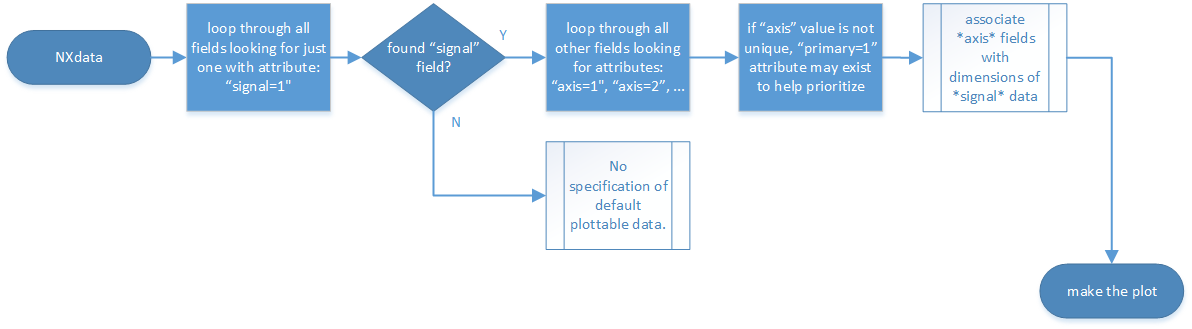 NXdata
loop through all
fields looking for just
one with attribute:
“signal=1"
found “signal”
field?
Y
N
loop through all
other fields looking
for attributes:
“axis=1", “axis=2”, ...
if “axis” value is not
unique, “primary=1”
attribute may exist
to help prioritize
associate
*axis* fields
with
dimensions of
*signal* data
No
specification of
default
plottable data.
make the plot